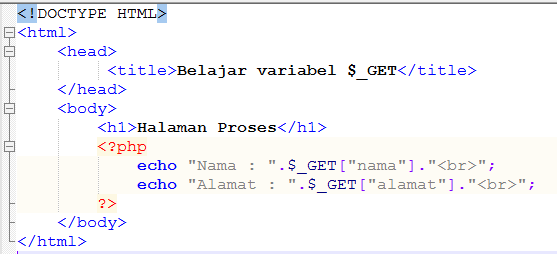 <!DOCTYPE HTML>
<html>
<head>
<title>Belajar variabel $_GET</title>
</head>
<body>
<h1>Halaman Proses</h1>
<?php
echo "Nama : ".$_GET["nama"]."<br>";
echo "Alamat : ".$_GET["alamat"]."<br>";
?>
</body>
</html>